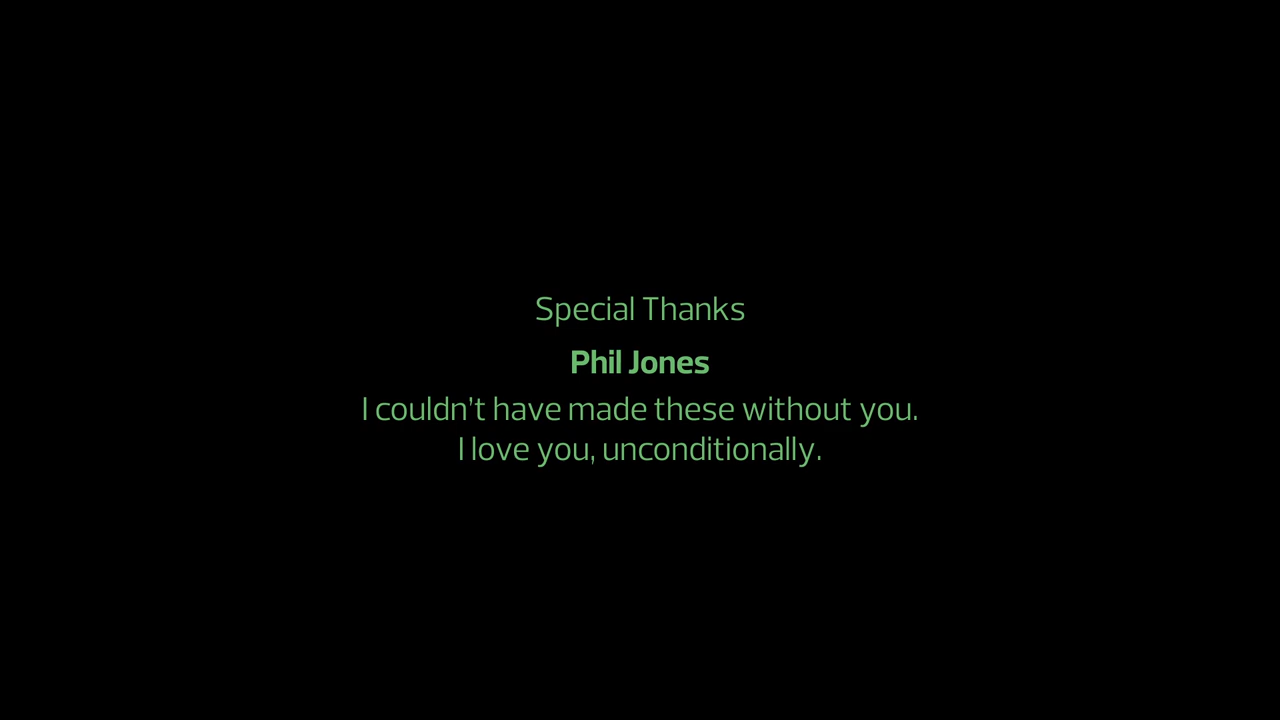 Special Thanks
Phil Jones
I couldn't have made these without you.
I love you, unconditionally.